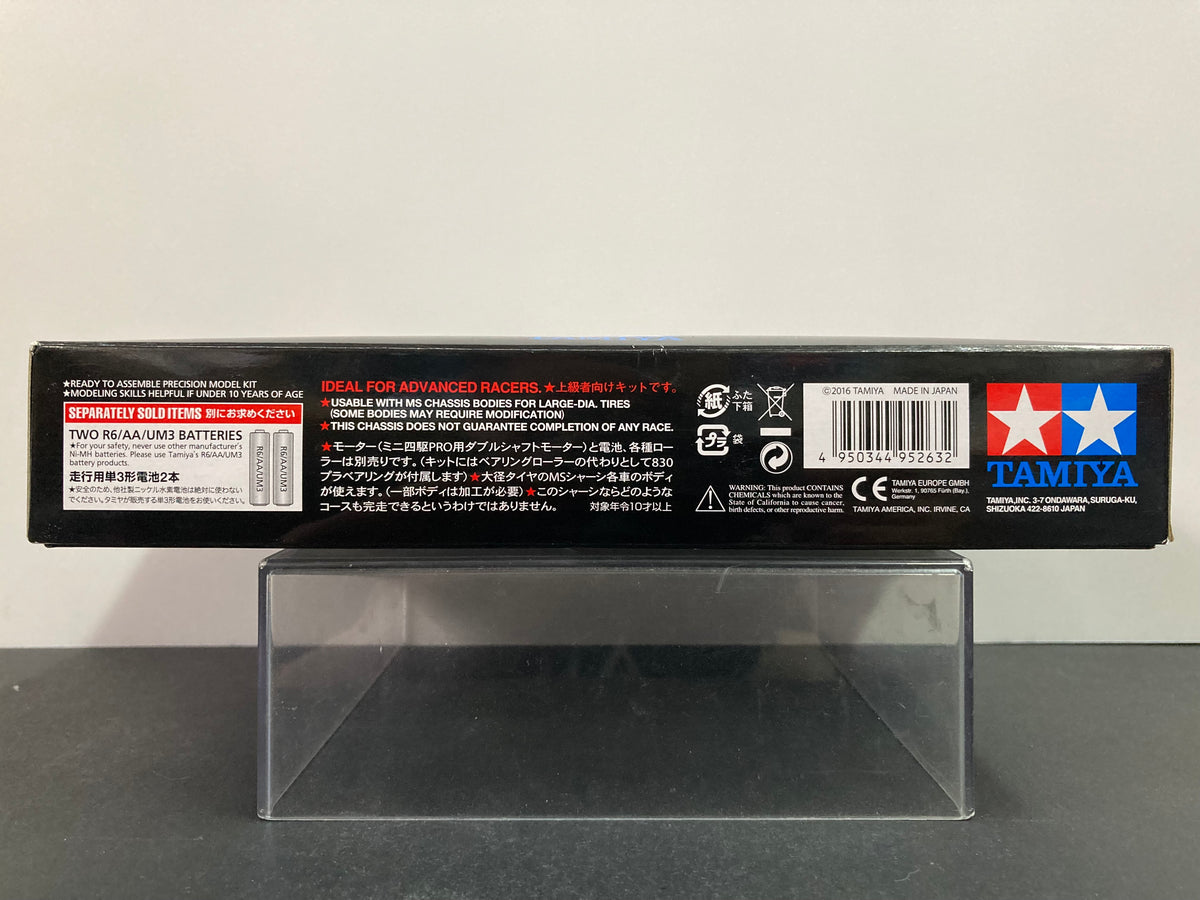 ★READY TO ASSEMBLE PRECISION MODEL KIT
★MODELING SKILLS HELPFUL IF UNDER 10 YEARS OF AGE
SEPARATELY SOLD ITEMS 別にお求めください
TWO R6/AA/UM3 BATTERIES
★For your safety, never use other manufacturer's
Ni-MH batteries. Please use Tamiya's R6/AA/UM3
battery products.
走行用単3形電池2本
★安全のため、他社製ニッケル水素電池は絶対に使わない
でください。タミヤが販売する単3形電池をお使いください。
R6/AA/UM3
R6/AA/UM3
IDEAL FOR ADVANCED RACERS. ★上級者向けキットです。
★USABLE WITH MS CHASSIS BODIES FOR LARGE-DIA. TIRES
(SOME BODIES MAY REQUIRE MODIFICATION)
★THIS CHASSIS DOES NOT GUARANTEE COMPLETION OF ANY RACE.
★モーター(ミニ四駆PRO用ダブルシャフトモーター)と電池、各種ロー
ラーは別売りです。(キットにはベアリングローラーの代わりとして830
プラベアリングが付属します)★大径タイヤのMSシャーシ各車のボディ
が使えます。(一部ボディは加工が必要)★このシャーシならどのような
コースも完走できるというわけではありません。 対象年令10才以上
紙 ふた
下箱
プラ 袋
WARNING: This product CONTAINS
CHEMICALS which are known to the
State of California to cause cancer,
birth defects, or other reproductive harm.
©2016 TAMIYA MADE IN JAPAN
4 950344 952632
CE
TAMIYA EUROPE GMBH
Werkstr. 1, 90765 Fürth (Bay.),
Germany
TAMIYA AMERICA, INC. IRVINE, CA
TAMIYA
TAMIYA,INC. 3-7 ONDAWARA,SURUGA-KU,
SHIZUOKA 422-8610 JAPAN